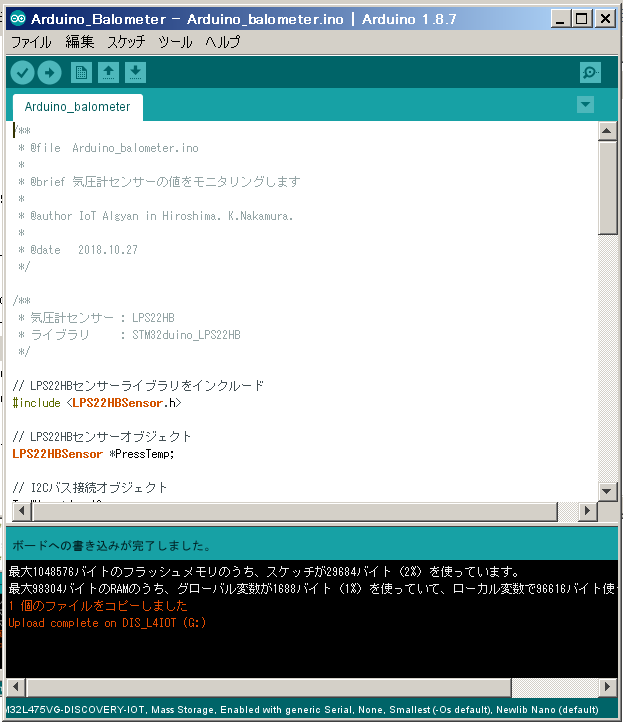 Arduino_Balometer - Arduino_balometer.ino | Arduino 1.8.7
ファイル 編集 スケッチ ツール ヘルプ
Arduino_balometer
/**
* @file Arduino_balometer.ino
*
* @brief 気圧計センサーの値をモニタリングします
*
* @author IoT Algyan in Hiroshima. K.Nakamura.
*
* @date 2018.10.27
*/
/**
* 気圧計センサー : LPS22HB
* ライブラリ : STM32duino_LPS22HB
*/
// LPS22HBセンサーライブラリをインクルード
#include <LPS22HBSensor.h>
// LPS22HBセンサーオブジェクト
LPS22HBSensor *PressTemp;
// I2Cバス接続オブジェクト
ボードへの書き込みが完了しました。
最大1048576バイトのフラッシュメモリのうち、スケッチが29684バイト（2%）を使っています。
最大98304バイトのRAMのうち、グローバル変数が1688バイト（1%）を使っていて、ローカル変数で96616バイト使
1 個のファイルをコピーしました
Upload complete on DIS_L4IOT (G:)
M32L475VG-DISCOVERY-IOT, Mass Storage, Enabled with generic Serial, None, Smallest (-Os default), Newlib Nano (default)